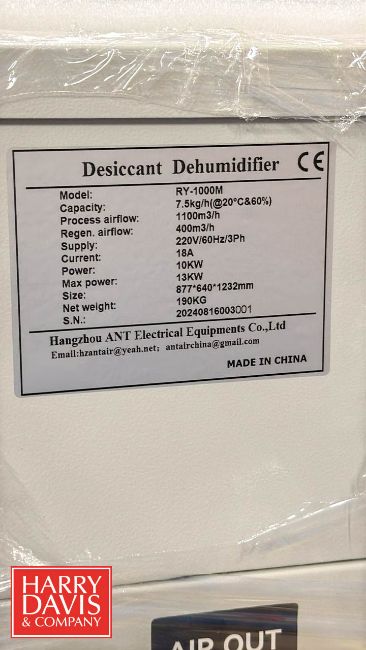 Desiccant Dehumidifier CE
Model: RY-1000M
Capacity: 7.5kg/h(@20°C&60%)
Process airflow: 1100m3/h
Regen. airflow: 400m3/h
Supply: 220V/60Hz/3Ph
Current: 18A
Power: 10KW
Max power: 13KW
Size: 877*640*1232mm
Net weight: 190KG
S.N.: 20240816003001
Hangzhou ANT Electrical Equipments Co.,Ltd
Email:hzantair@yeah.net; antairchina@gmail.com
MADE IN CHINA
HARRY
DAVIS
& COMPANY
AIR OUT